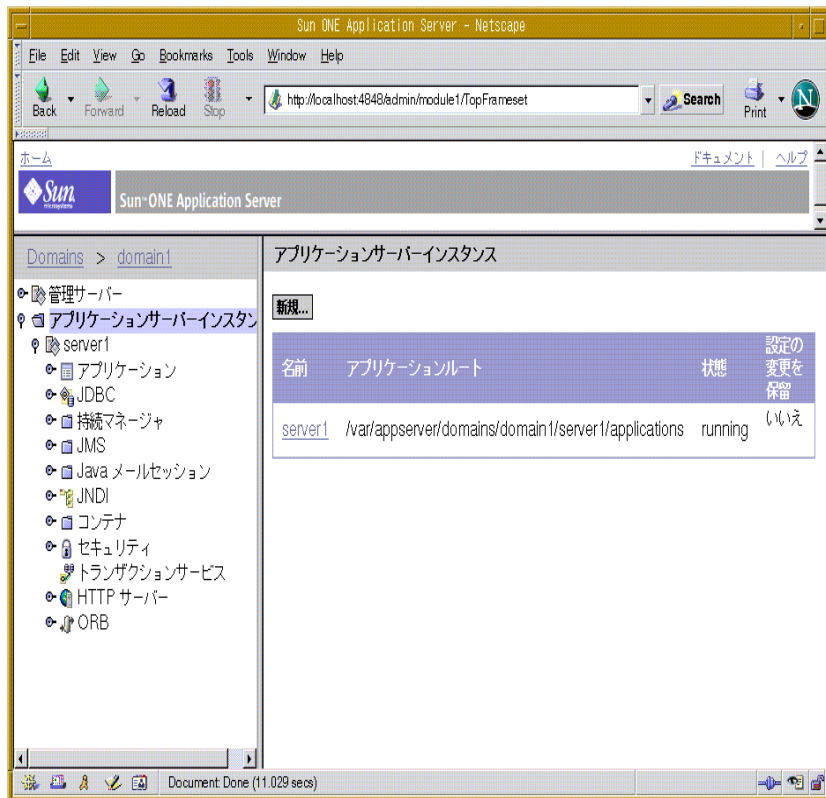 Sun ONE Application Server - Netscape
File Edit View Go Bookmarks Tools Window Help
Back Forward Reload Stop http://localhost:4848/admin/module1/TopFrameset Search Print N
ホーム ドキュメント | ヘルプ
Sun microsystems Sun ONE Application Server
Domains > domain1
管理サーバー
アプリケーションサーバーインスタン
server1
アプリケーション
JDBC
持続マネージャ
JMS
Java メールセッション
JNDI
コンテナ
セキュリティ
トランザクションサービス
HTTP サーバー
ORB
アプリケーションサーバーインスタンス
新規...
名前 アプリケーションルート 状態 設定の変更を保留
server1 /var/appserver/domains/domain1/server1/applications running いいえ
Document: Done (11.029 secs)